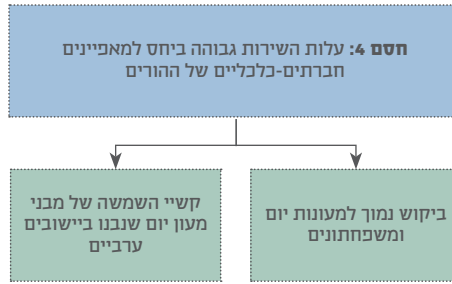 חסם 4: עלות השירות גבוהה ביחס למאפיינים
חברתים-כלכליים של ההורים
ביקוש נמוך למעונות יום
ומשפחתונים
קשיי השמשה של מבני
מעון יום שנבנו ביישובים
ערביים